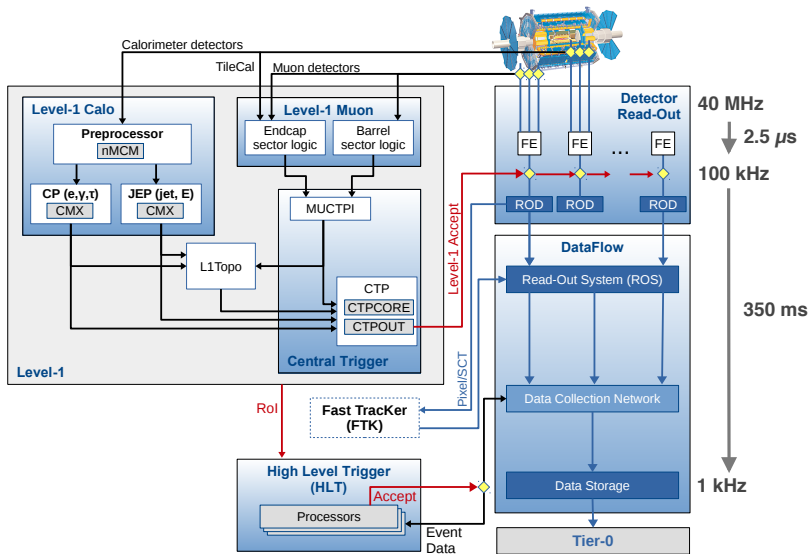 Calorimeter detectors
TileCal
Muon detectors
Level-1 Calo
Preprocessor
nMCM
CP (e,γ,τ)
CMX
JEP (jet, E)
CMX
Level-1 Muon
Endcap
sector logic
Barrel
sector logic
MUCTPI
L1Topo
CTP
CTPCORE
CTPOUT
Central Trigger
Level-1
Level-1 Accept
Detector
Read-Out
FE
FE
...
FE
ROD
ROD
ROD
DataFlow
Read-Out System (ROS)
Data Collection Network
Data Storage
Tier-0
Pixel/SCT
RoI
Fast TracKer
(FTK)
High Level Trigger
(HLT)
Accept
Processors
Event
Data
40 MHz
2.5 µs
100 kHz
350 ms
1 kHz